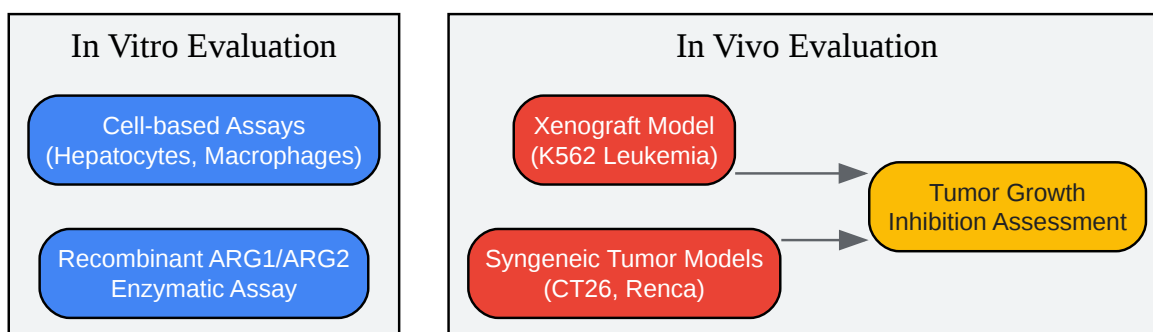 In Vitro Evaluation
Cell-based Assays
(Hepatocytes, Macrophages)
Recombinant ARG1/ARG2
Enzymatic Assay
In Vivo Evaluation
Xenograft Model
(K562 Leukemia)
Syngeneic Tumor Models
(CT26, Renca)
Tumor Growth
Inhibition Assessment